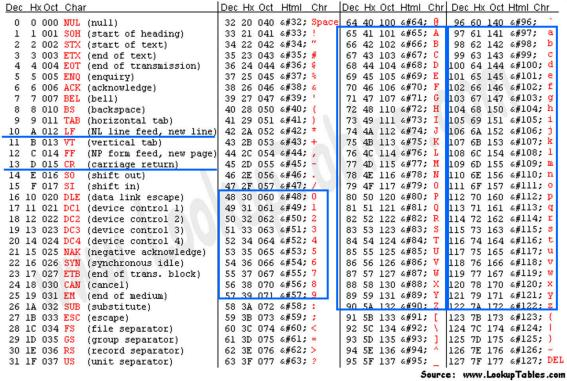 Dec Hx Oct Char Dec Hx Oct Html Chr Dec Hx Oct Html Chr Dec Hx Oct Html Chr
0 0 000 NUL (null) 32 20 040 &#32; Space 64 40 100 &#64; @ 96 60 140 &#96; `
1 1 001 SOH (start of heading) 33 21 041 &#33; ! 65 41 101 &#65; A 97 61 141 &#97; a
2 2 002 STX (start of text) 34 22 042 &#34; " 66 42 102 &#66; B 98 62 142 &#98; b
3 3 003 ETX (end of text) 35 23 043 &#35; # 67 43 103 &#67; C 99 63 143 &#99; c
4 4 004 EOT (end of transmission) 36 24 044 &#36; $ 68 44 104 &#68; D 100 64 144 &#100; d
5 5 005 ENQ (enquiry) 37 25 045 &#37; % 69 45 105 &#69; E 101 65 145 &#101; e
6 6 006 ACK (acknowledge) 38 26 046 &#38; & 70 46 106 &#70; F 102 66 146 &#102; f
7 7 007 BEL (bell) 39 27 047 &#39; ' 71 47 107 &#71; G 103 67 147 &#103; g
8 8 010 BS (backspace) 40 28 050 &#40; ( 72 48 110 &#72; H 104 68 150 &#104; h
9 9 011 TAB (horizontal tab) 41 29 051 &#41; ) 73 49 111 &#73; I 105 69 151 &#105; i
10 A 012 LF (NL line feed, new line) 42 2A 052 &#42; * 74 4A 112 &#74; J 106 6A 152 &#106; j
11 B 013 VT (vertical tab) 43 2B 053 &#43; + 75 4B 113 &#75; K 107 6B 153 &#107; k
12 C 014 FF (NP form feed, new page) 44 2C 054 &#44; , 76 4C 114 &#76; L 108 6C 154 &#108; l
13 D 015 CR (carriage return) 45 2D 055 &#45; - 77 4D 115 &#77; M 109 6D 155 &#109; m
14 E 016 SO (shift out) 46 2E 056 &#46; . 78 4E 116 &#78; N 110 6E 156 &#110; n
15 F 017 SI (shift in) 47 2F 057 &#47; / 79 4F 117 &#79; O 111 6F 157 &#111; o
16 10 020 DLE (data link escape) 48 30 060 &#48; 0 80 50 120 &#80; P 112 70 160 &#112; p
17 11 021 DC1 (device control 1) 49 31 061 &#49; 1 81 51 121 &#81; Q 113 71 161 &#113; q
18 12 022 DC2 (device control 2) 50 32 062 &#50; 2 82 52 122 &#82; R 114 72 162 &#114; r
19 13 023 DC3 (device control 3) 51 33 063 &#51; 3 83 53 123 &#83; S 115 73 163 &#115; s
20 14 024 DC4 (device control 4) 52 34 064 &#52; 4 84 54 124 &#84; T 116 74 164 &#116; t
21 15 025 NAK (negative acknowledge) 53 35 065 &#53; 5 85 55 125 &#85; U 117 75 165 &#117; u
22 16 026 SYN (synchronous idle) 54 36 066 &#54; 6 86 56 126 &#86; V 118 76 166 &#118; v
23 17 027 ETB (end of trans. block) 55 37 067 &#55; 7 87 57 127 &#87; W 119 77 167 &#119; w
24 18 030 CAN (cancel) 56 38 070 &#56; 8 88 58 130 &#88; X 120 78 170 &#120; x
25 19 031 EM (end of medium) 57 39 071 &#57; 9 89 59 131 &#89; Y 121 79 171 &#121; y
26 1A 032 SUB (substitute) 58 3A 072 &#58; : 90 5A 132 &#90; Z 122 7A 172 &#122; z
27 1B 033 ESC (escape) 59 3B 073 &#59; ; 91 5B 133 &#91; [ 123 7B 173 &#123; {
28 1C 034 FS (file separator) 60 3C 074 &#60; < 92 5C 134 &#92; \ 124 7C 174 &#124; |
29 1D 035 GS (group separator) 61 3D 075 &#61; = 93 5D 135 &#93; ] 125 7D 175 &#125; }
30 1E 036 RS (record separator) 62 3E 076 &#62; > 94 5E 136 &#94; ^ 126 7E 176 &#126; ~
31 1F 037 US (unit separator) 63 3F 077 &#63; ? 95 5F 137 &#95; _ 127 7F 177 &#127; DEL
Source: www.LookupTables.com